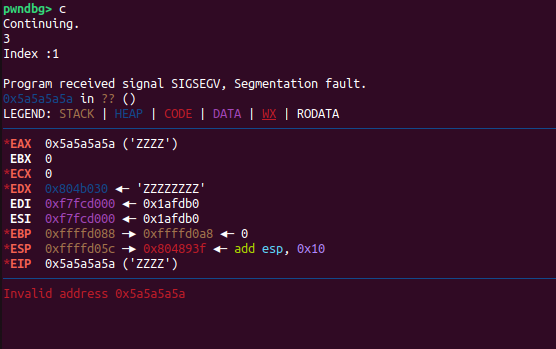 pwndbg> c
Continuing.
3
Index :1
Program received signal SIGSEGV, Segmentation fault.
0x5a5a5a5a in ?? ()
LEGEND: STACK | HEAP | CODE | DATA | WX | RODATA
*EAX  0x5a5a5a5a ('ZZZZ')
 EBX  0
*ECX  0
*EDX  0x804b030 ◂— 'ZZZZZZZZ'
 EDI  0xf7fcd000 ◂— 0x1afdb0
 ESI  0xf7fcd000 ◂— 0x1afdb0
*EBP  0xffffd088 —▸ 0xffffd0a8 ◂— 0
*ESP  0xffffd05c —▸ 0x804893f ◂— add esp, 0x10
*EIP  0x5a5a5a5a ('ZZZZ')
Invalid address 0x5a5a5a5a